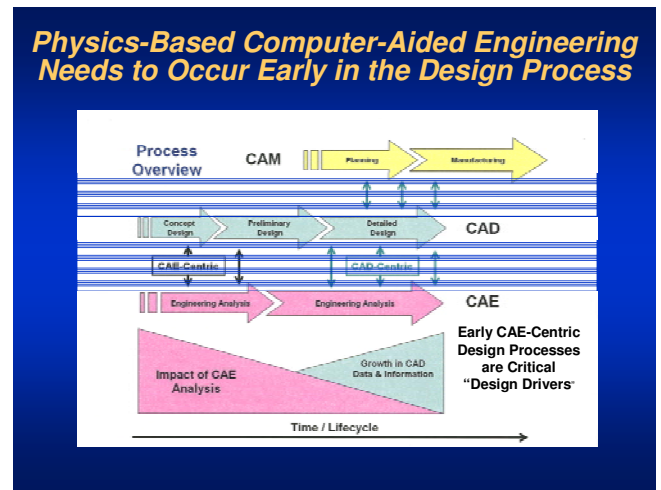 Physics-Based Computer-Aided Engineering
Needs to Occur Early in the Design Process
Process
Overview
CAM
Planning
Manufacturing
Concept
Design
Preliminary
Design
Detailed
Design
CAD
CAE-Centric
CAD-Centric
Engineering Analysis
Engineering Analysis
CAE
Early CAE-Centric
Design Processes
are Critical
“Design Drivers”
Impact of CAE
Analysis
Growth in CAD
Data & Information
Time / Lifecycle